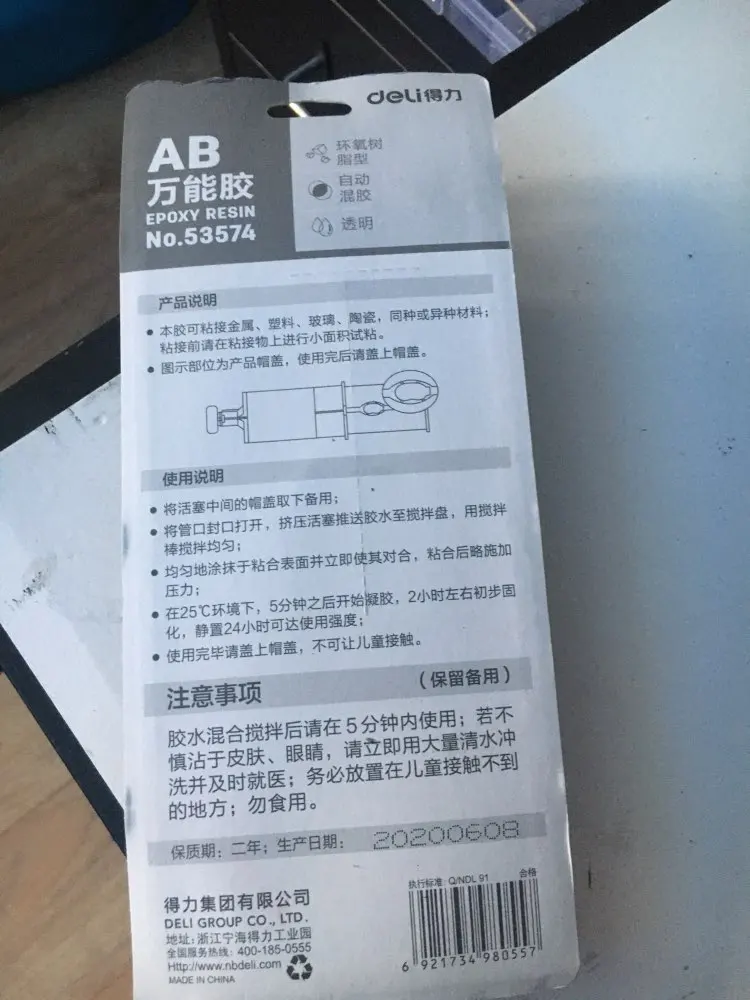 deli得力
AB
万能胶
EPOXY RESIN
No.53574
环氧树
脂型
自动
混胶
透明
产品说明
• 本胶可粘接金属、塑料、玻璃、陶瓷，同种或异种材料；
粘接前请在粘接物上进行小面积试粘。
• 图示部位为产品帽盖，使用完后请盖上帽盖。
使用说明
• 将活塞中间的帽盖取下备用；
• 将管口封口打开，挤压活塞推送胶水至搅拌盘，用搅拌
棒搅拌均匀；
• 均匀地涂抹于粘合表面并立即使其对合，粘合后略施加
压力；
• 在25℃环境下，5分钟之后开始凝胶，2小时左右初步固
化，静置24小时可达使用强度；
• 使用完毕请盖上帽盖，不可让儿童接触。
注意事项
（保留备用）
胶水混合搅拌后请在5分钟内使用；若不
慎沾于皮肤、眼睛，请立即用大量清水冲
洗并及时就医；务必放置在儿童接触不到
的地方；勿食用。
保质期：二年；生产日期： 20200608
得力集团有限公司
DELI GROUP CO., LTD.
地址：浙江宁海得力工业园
全国服务热线：400-185-0555
Http://www.nbdeli.com
MADE IN CHINA
执行标准：Q/NDL 91
合格
6 921734 980557